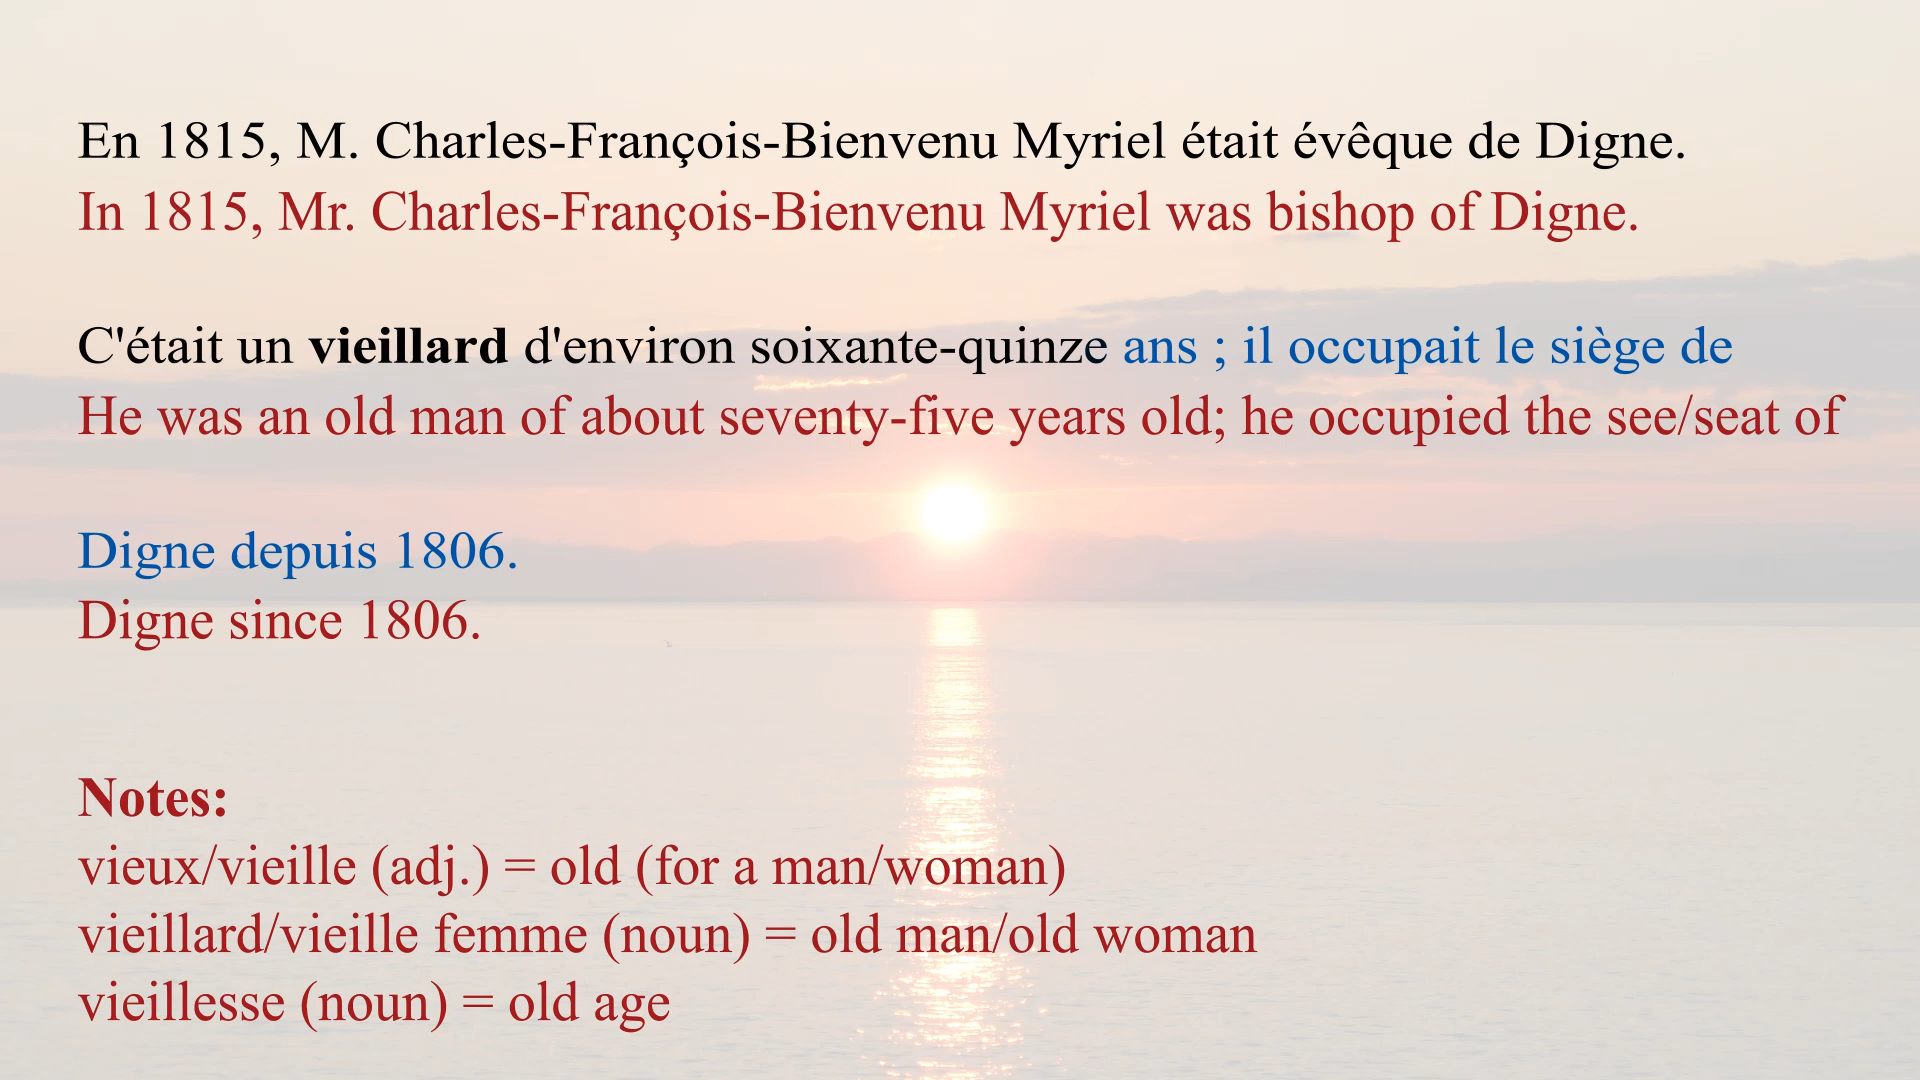 En 1815, M. Charles-François-Bienvenu Myriel était évêque de Digne.
In 1815, Mr. Charles-François-Bienvenu Myriel was bishop of Digne.
C'était un vieillard d'environ soixante-quinze ans ; il occupait le siège de
He was an old man of about seventy-five years old; he occupied the see/seat of
Digne depuis 1806.
Digne since 1806.
Notes:
vieux/vieille (adj.) = old (for a man/woman)
vieillard/vieille femme (noun) = old man/old woman
vieillesse (noun) = old age